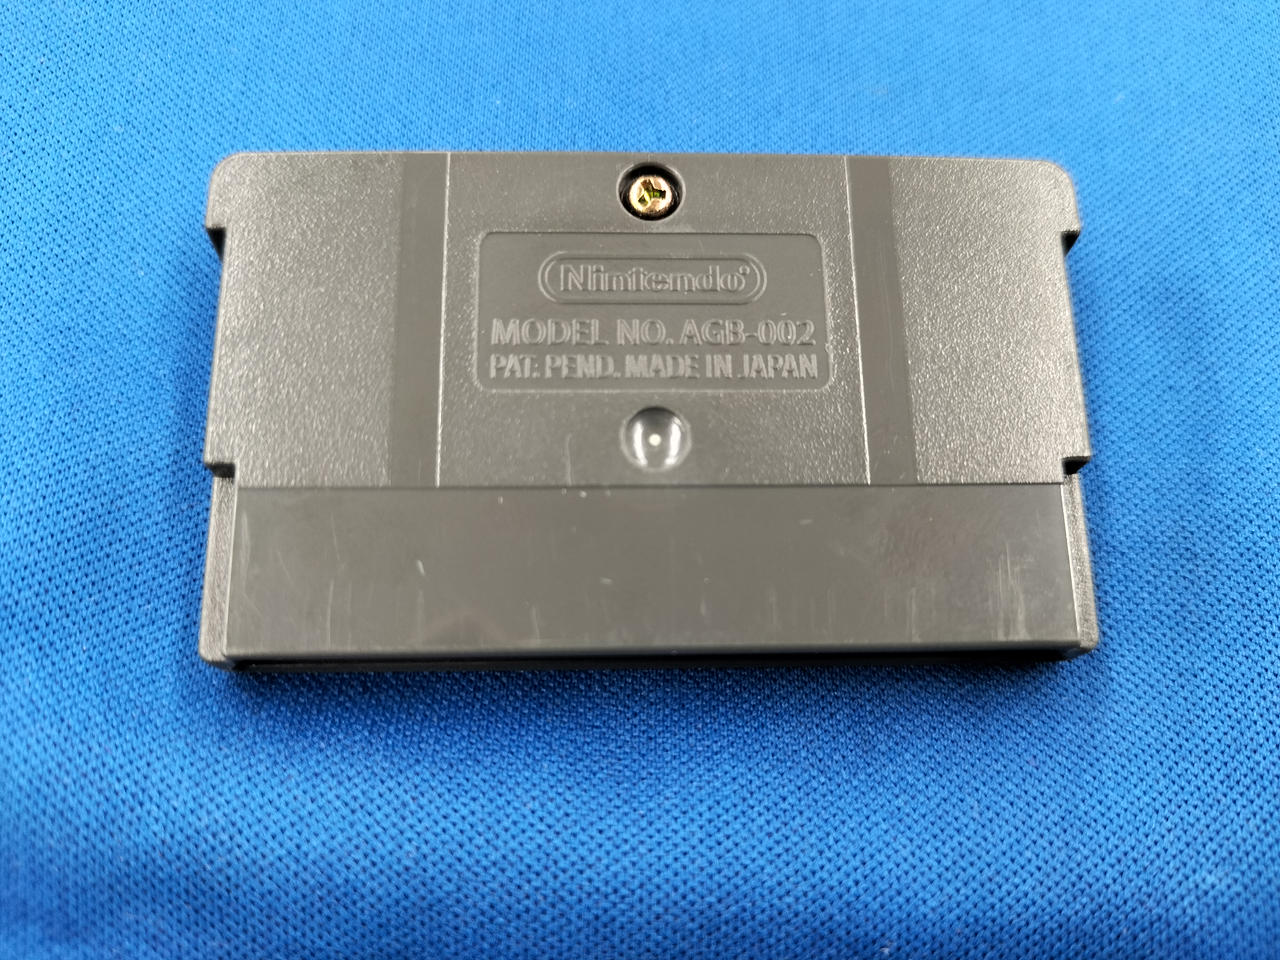 Nintendo®
MODEL NO. AGB-002
PAT. PEND. MADE IN JAPAN